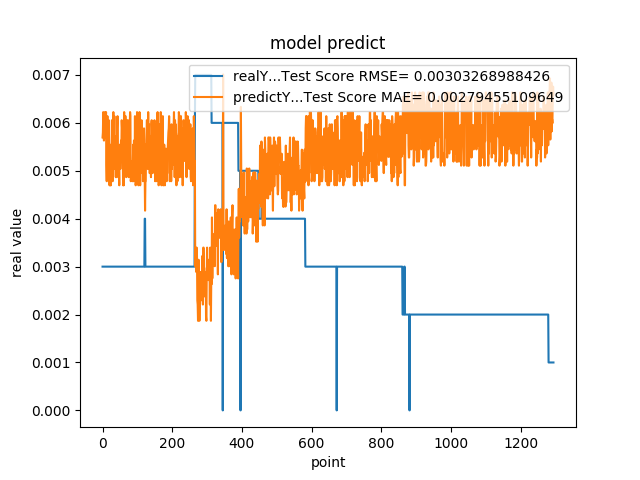 model predict
realY...Test Score RMSE= 0.00303268988426
predictY...Test Score MAE= 0.00279455109649
0.007
0.006
0.005
0.004
0.003
0.002
0.001
0.000
real value
0 200 400 600 800 1000 1200
point